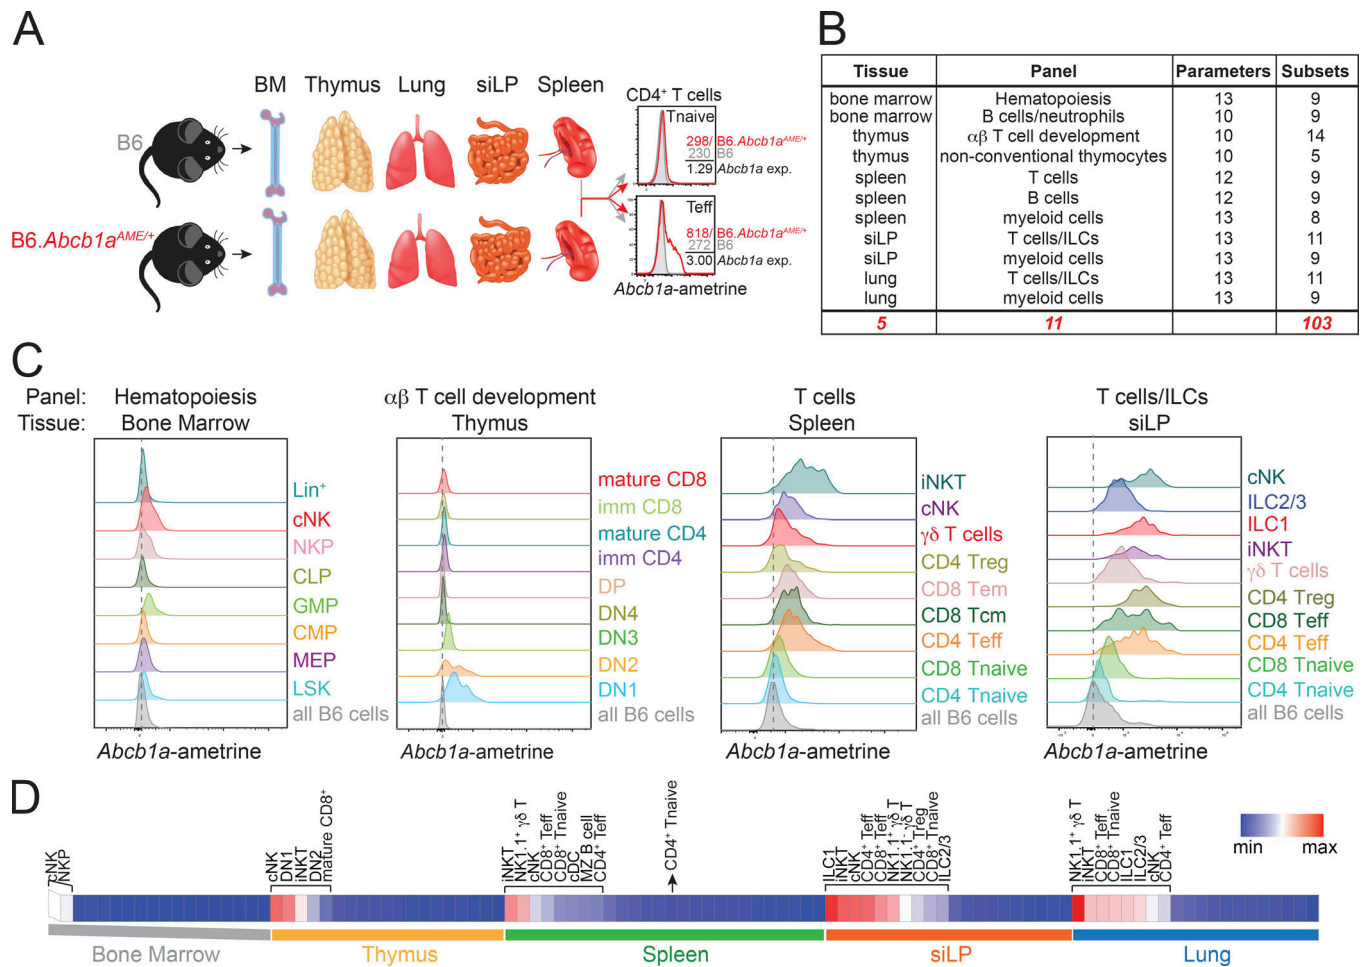 A
BM Thymus Lung siLP Spleen
B6
B6.Abcb1aAME/+
CD4+ T cells
Tnaive
298/ B6.Abcb1aAME/+
230 B6
1.29 Abcb1a exp.
Teff
818/ B6.Abcb1aAME/+
272 B6
3.00 Abcb1a exp.
Abcb1a-ametrine
B
Tissue Panel Parameters Subsets
bone marrow Hematopoiesis 13 9
bone marrow B cells/neutrophils 10 9
thymus αβ T cell development 10 14
thymus non-conventional thymocytes 10 5
spleen T cells 12 9
spleen B cells 12 9
spleen myeloid cells 13 8
siLP T cells/ILCs 13 11
siLP myeloid cells 13 9
lung T cells/ILCs 13 11
lung myeloid cells 13 9
5 11 103
C
Panel: Hematopoiesis αβ T cell development T cells T cells/ILCs
Tissue: Bone Marrow Thymus Spleen siLP
Lin+
cNK
NKP
CLP
GMP
CMP
MEP
LSK
all B6 cells
Abcb1a-ametrine
mature CD8
imm CD8
mature CD4
imm CD4
DP
DN4
DN3
DN2
DN1
all B6 cells
Abcb1a-ametrine
iNKT
cNK
γδ T cells
CD4 Treg
CD8 Tem
CD8 Tcm
CD4 Teff
CD8 Tnaive
CD4 Tnaive
all B6 cells
Abcb1a-ametrine
cNK
ILC2/3
ILC1
iNKT
γδ T cells
CD4 Treg
CD8 Teff
CD4 Teff
CD8 Tnaive
CD4 Tnaive
all B6 cells
Abcb1a-ametrine
D
cNK
NKP
cNK
DN1
iNKT
DN2
mature CD8+
iNKT
NK1.1+ γδ T
cNK
CD8+ Teff
CD8+ Tnaive
cDC
MZ B cell
CD4+ Teff
CD4+ Tnaive
ILC1
iNKT
cNK
CD4+ Teff
CD8+ Teff
NK1.1+ γδ T
NK1.1- γδ T
CD4+ Treg
CD8+ Tnaive
ILC2/3
NK1.1+ γδ T
iNKT
CD8+ Teff
CD8+ Tnaive
ILC1
ILC2/3
cNK
CD4+ Teff
min max
Bone Marrow Thymus Spleen siLP Lung